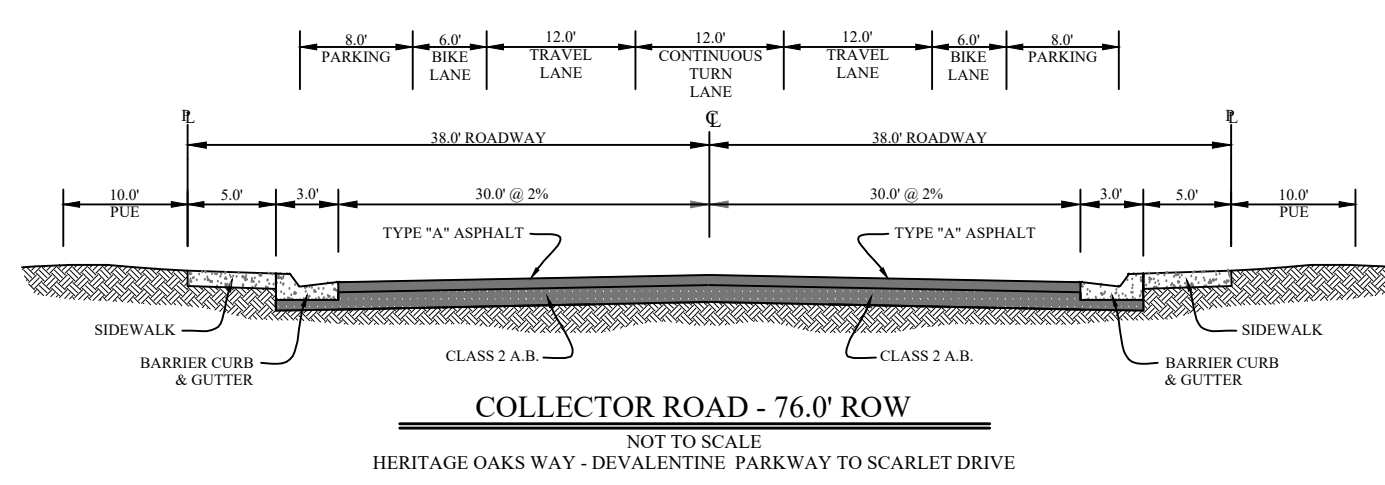 8.0' 6.0' 12.0' 12.0' 12.0' 6.0' 8.0'
PARKING BIKE TRAVEL CONTINUOUS TRAVEL BIKE PARKING
LANE LANE TURN LANE LANE
LANE
PL CL PL
38.0' ROADWAY 38.0' ROADWAY
10.0' 5.0' 3.0' 30.0' @ 2% 30.0' @ 2% 3.0' 5.0' 10.0'
PUE PUE
TYPE "A" ASPHALT TYPE "A" ASPHALT
SIDEWALK SIDEWALK
BARRIER CURB CLASS 2 A.B. CLASS 2 A.B. BARRIER CURB
& GUTTER & GUTTER
COLLECTOR ROAD - 76.0' ROW
NOT TO SCALE
HERITAGE OAKS WAY - DEVALENTINE PARKWAY TO SCARLET DRIVE